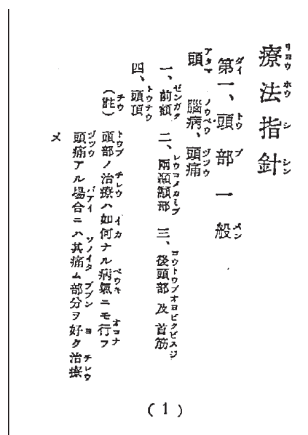 療法指針
第一、頭部一般
頭　腦病、頭痛
一、前額　二、兩顳顬部　三、後頭部及首筋
四、頭頂
（註）　頭部ノ治療ハ如何ナル病氣ニモ行フ
頭痛アル場合ニハ其痛ム部分ヲ好ク治療
メ
（1）